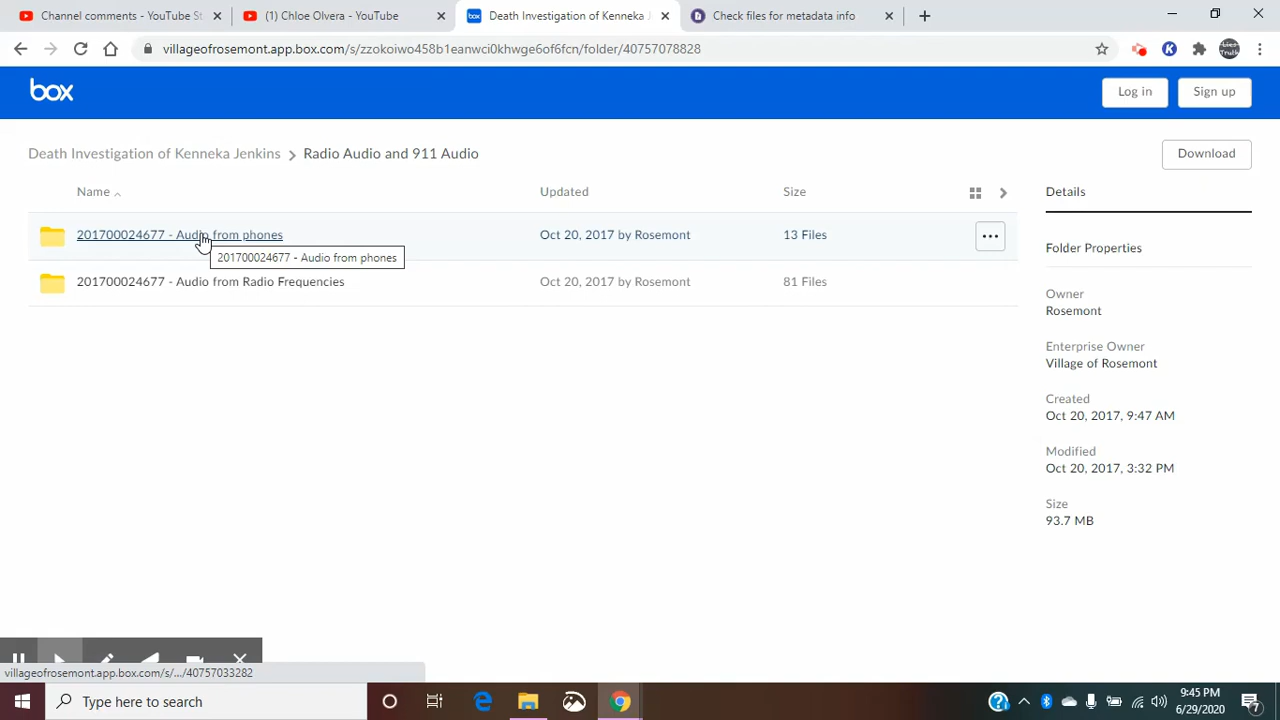 Channel comments - YouTube S
(1) Chloe Olvera - YouTube
Death Investigation of Kenneka J
Check files for metadata info
villageofrosemont.app.box.com/s/zzokoiwo458b1eanwci0khwge6of6fcn/folder/40757078828
box
Log in
Sign up
Death Investigation of Kenneka Jenkins > Radio Audio and 911 Audio
Download
Name
Updated
Size
Details
201700024677 - Audio from phones
Oct 20, 2017 by Rosemont
13 Files
201700024677 - Audio from phones
201700024677 - Audio from Radio Frequencies
Oct 20, 2017 by Rosemont
81 Files
Folder Properties
Owner
Rosemont
Enterprise Owner
Village of Rosemont
Created
Oct 20, 2017, 9:47 AM
Modified
Oct 20, 2017, 3:32 PM
Size
93.7 MB
villageofrosemont.app.box.com/s/.../40757033282
Type here to search
9:45 PM
6/29/2020